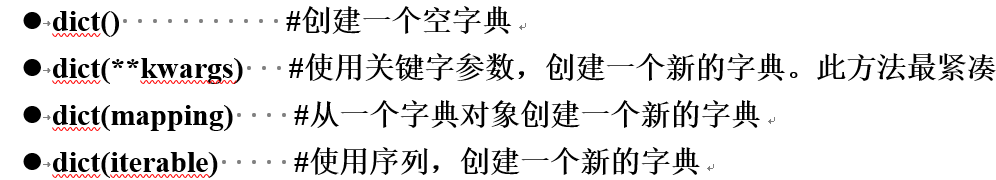 ● dict() #创建一个空字典
● dict(**kwargs) #使用关键字参数，创建一个新的字典。此方法最紧凑
● dict(mapping) #从一个字典对象创建一个新的字典
● dict(iterable) #使用序列，创建一个新的字典